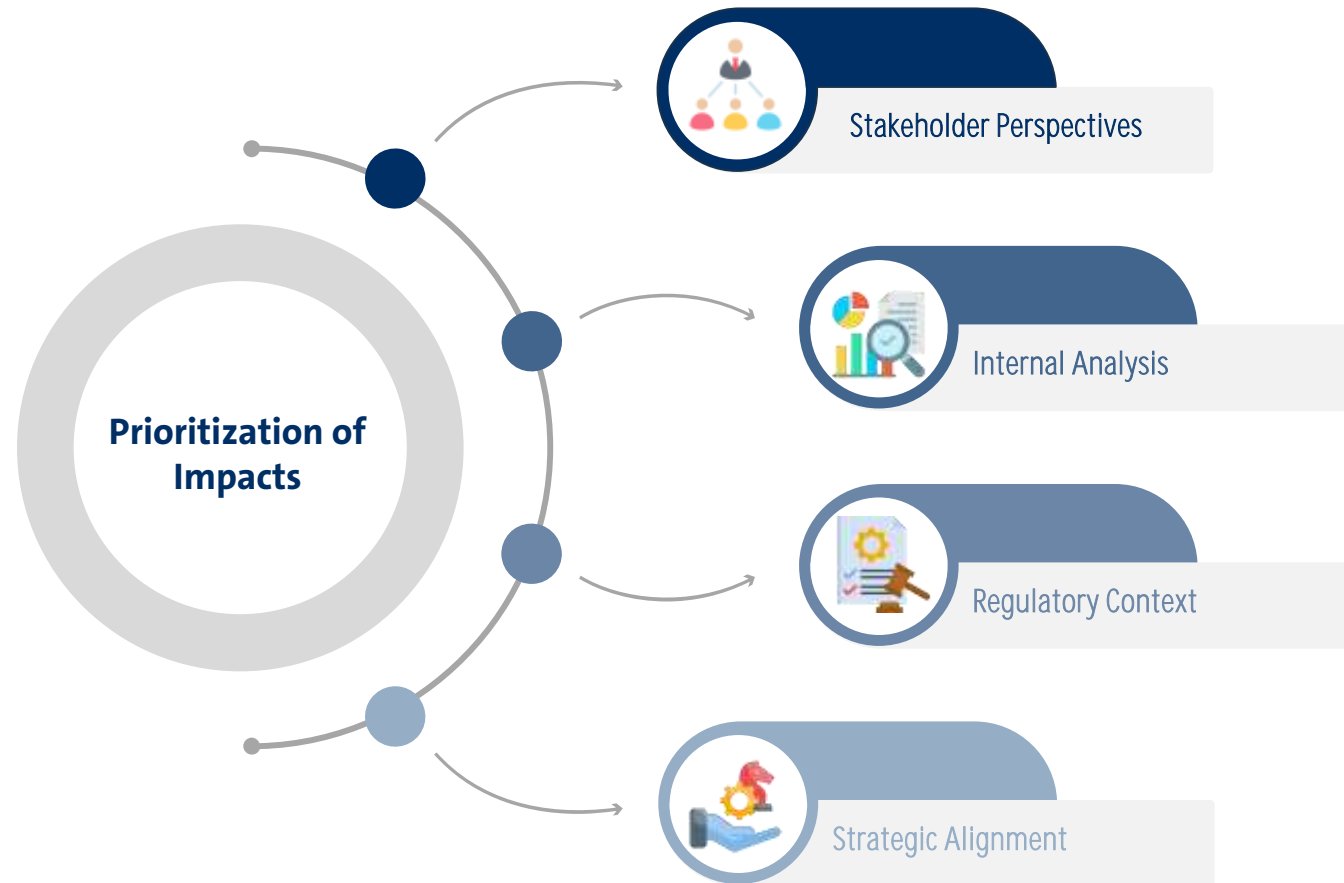 Stakeholder Perspectives
Internal Analysis
Prioritization of
Impacts
Regulatory Context
Strategic Alignment